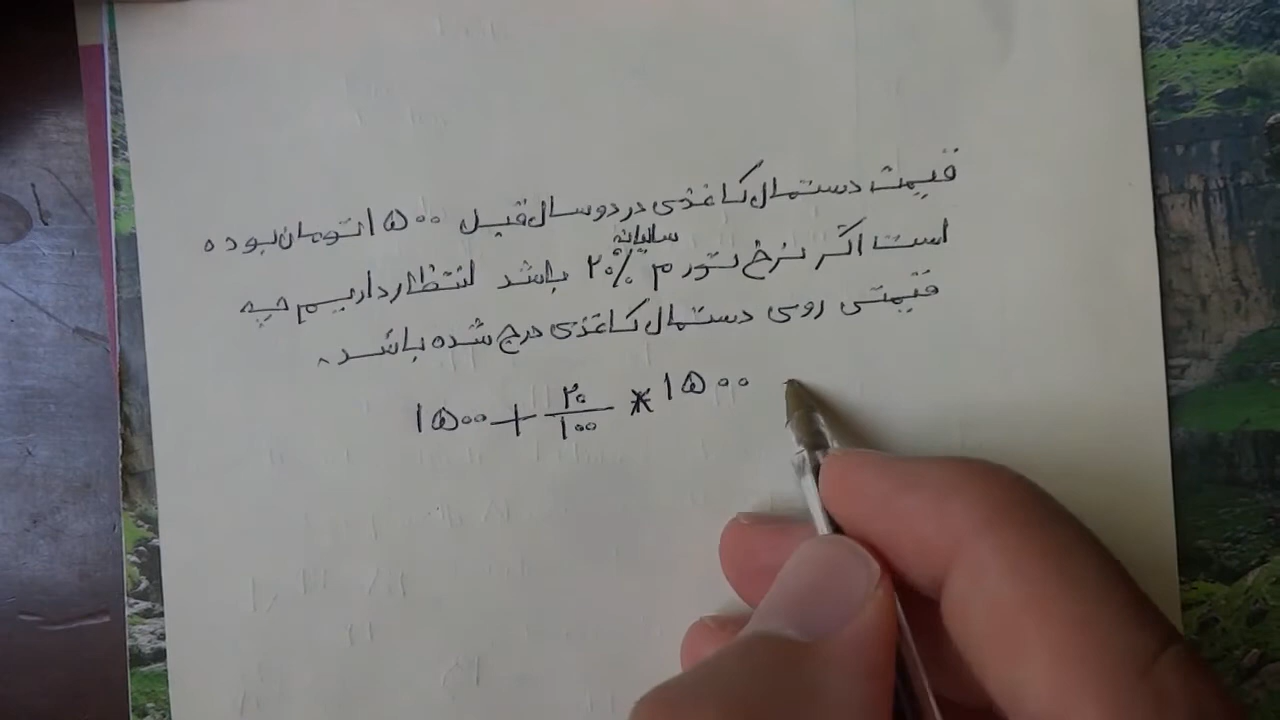 قیمت دستمال کاغذی در دو سال قبل ۱۵۰۰ تومان بوده
است اگر نرخ تورم سالیانه ۲۰٪ باشد انتظار داریم چه
قیمتی روی دستمال کاغذی درج شده باشد.
۱۵۰۰ + ۲۰/۱۰۰ * ۱۵۰۰